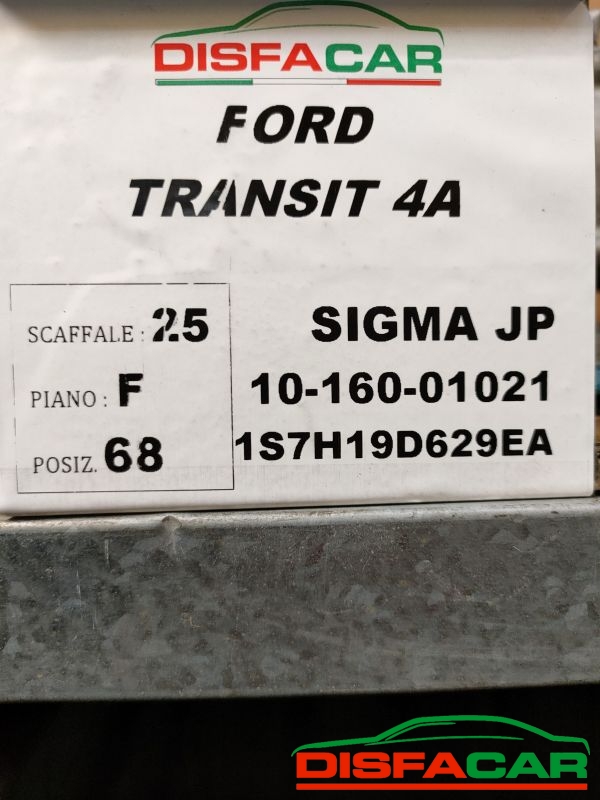 DISFACAR
FORD
TRANSIT 4A
SCAFFALE : 25
PIANO : F
POSIZ. 68
SIGMA JP
10-160-01021
1S7H19D629EA
DISFACAR